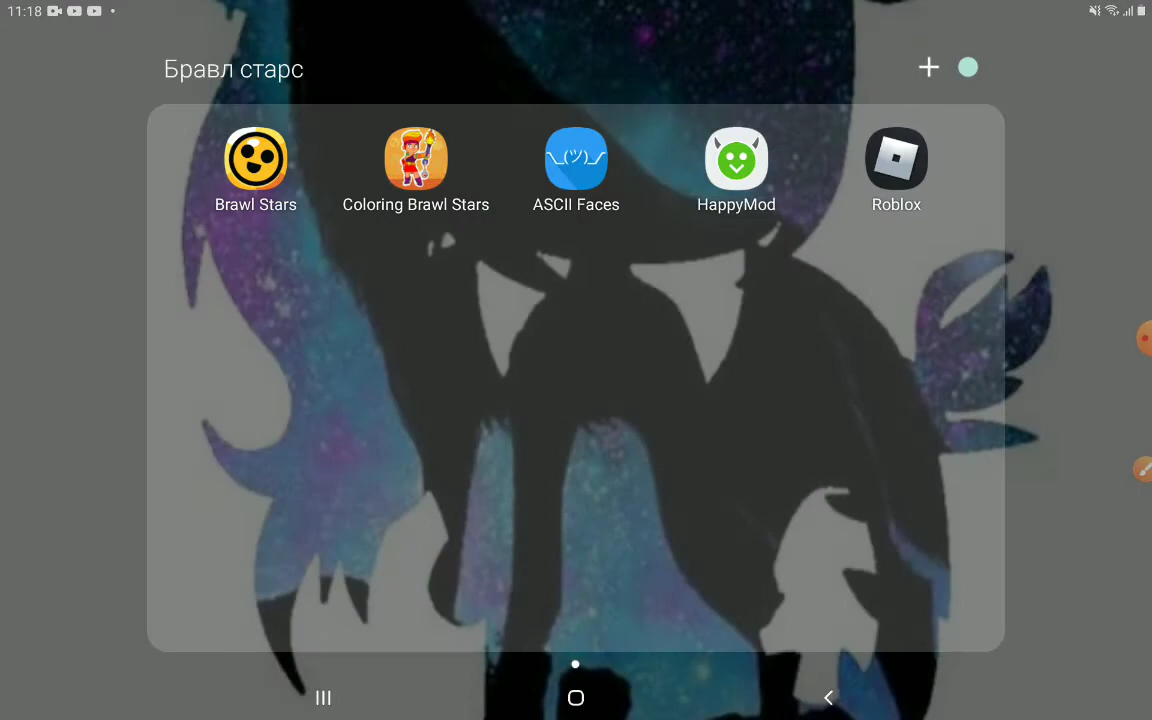 11:18
Бравл старс
Brawl Stars
Coloring Brawl Stars
ASCII Faces
HappyMod
Roblox